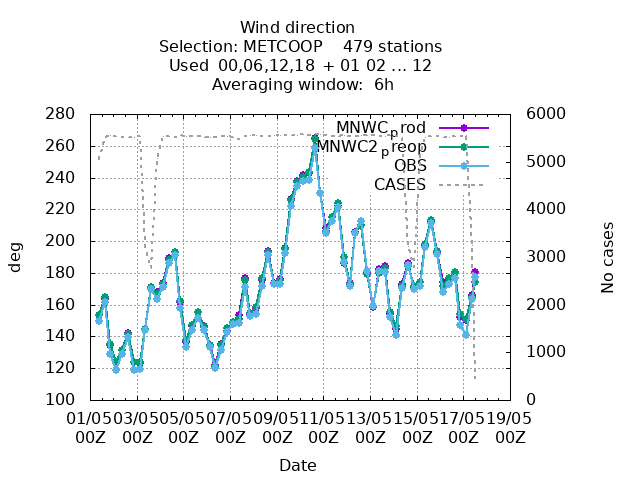 Wind direction
Selection: METCOOP 479 stations
Used 00,06,12,18 + 01 02 ... 12
Averaging window: 6h
280
260
240
220
200
180
160
140
120
100
deg
6000
5000
4000
3000
2000
1000
0
No cases
MNWCprod
MNWC2preop
OBS
CASES
01/05 03/05 05/05 07/05 09/05 11/05 13/05 15/05 17/05 19/05
00Z 00Z 00Z 00Z 00Z 00Z 00Z 00Z 00Z 00Z
Date